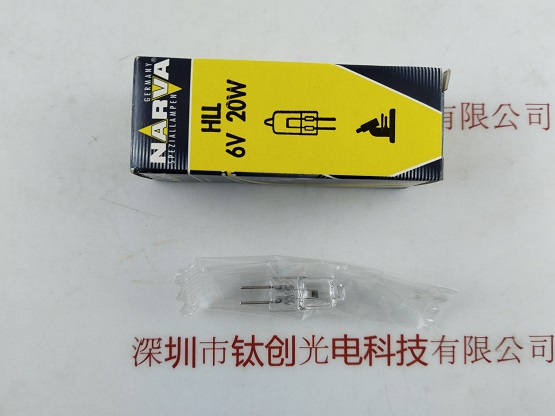 NARVA®
GERMANY
SPEZIALLAMPEN
HLL
6V 20W
有限公司
深圳市钛创光电科技有限公司